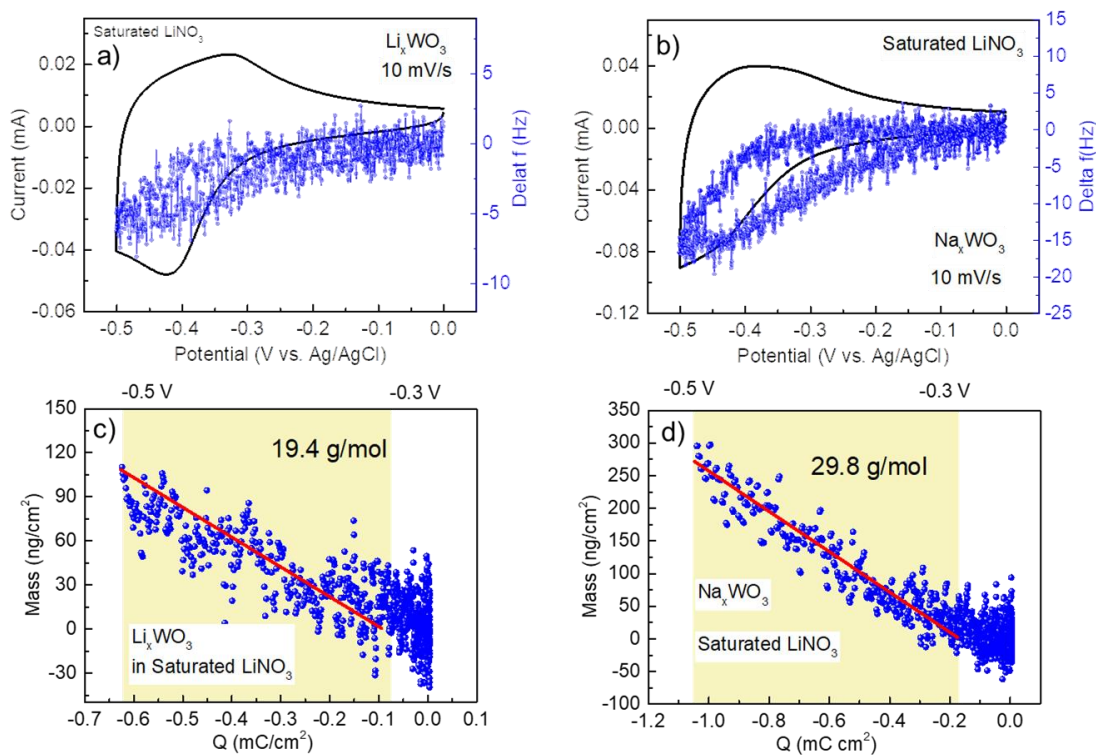 Saturated LiNO₃
a)
LiₓWO₃
10 mV/s
0.02
0.00
-0.02
-0.04
-0.06
Current (mA)
5
0
-5
-10
Delat f (Hz)
-0.5 -0.4 -0.3 -0.2 -0.1 0.0
Potential (V vs. Ag/AgCl)
b)
Saturated LiNO₃
NaₓWO₃
10 mV/s
0.04
0.00
-0.04
-0.08
-0.12
Current (mA)
15
10
5
0
-5
-10
-15
-20
-25
Delta f(Hz)
-0.5 -0.4 -0.3 -0.2 -0.1 0.0
Potential (V vs. Ag/AgCl)
-0.5 V -0.3 V
c)
19.4 g/mol
LiₓWO₃
in Saturated LiNO₃
150
120
90
60
30
0
-30
Mass (ng/cm²)
-0.7 -0.6 -0.5 -0.4 -0.3 -0.2 -0.1 0.0 0.1
Q (mC/cm²)
-0.5 V -0.3 V
d)
29.8 g/mol
NaₓWO₃
Saturated LiNO₃
350
300
250
200
150
100
50
0
-50
-100
Mass (ng/cm²)
-1.2 -1.0 -0.8 -0.6 -0.4 -0.2 0.0
Q (mC cm²)